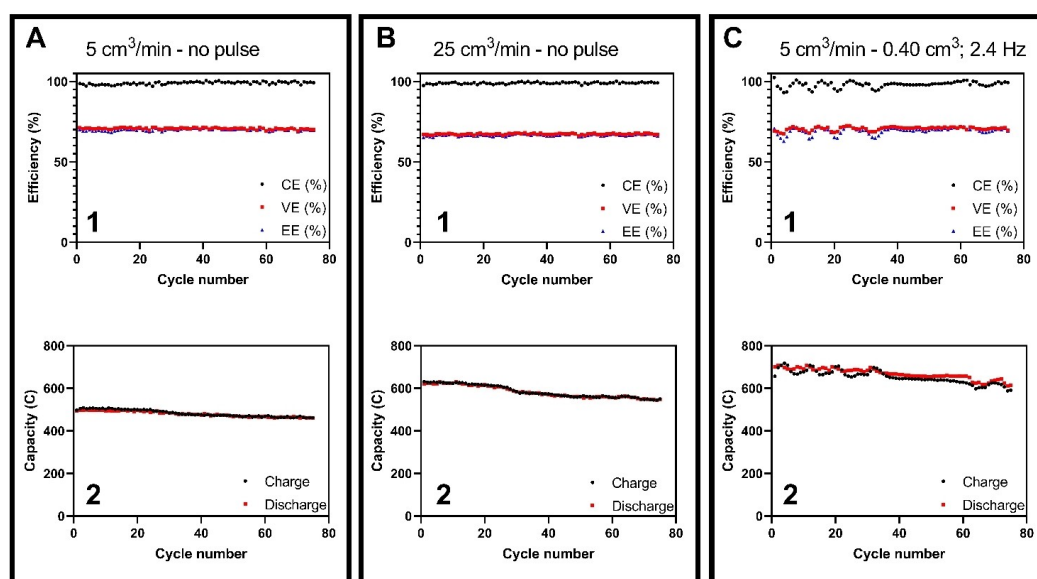 A
5 cm³/min - no pulse
Efficiency (%)
100
50
0
CE (%)
VE (%)
EE (%)
1
0 20 40 60 80
Cycle number
Capacity (C)
800
600
400
200
0
Charge
Discharge
2
0 20 40 60 80
Cycle number
B
25 cm³/min - no pulse
Efficiency (%)
100
50
0
CE (%)
VE (%)
EE (%)
1
0 20 40 60 80
Cycle number
Capacity (C)
800
600
400
200
0
Charge
Discharge
2
0 20 40 60 80
Cycle number
C
5 cm³/min - 0.40 cm³; 2.4 Hz
Efficiency (%)
100
50
0
CE (%)
VE (%)
EE (%)
1
0 20 40 60 80
Cycle number
Capacity (C)
800
600
400
200
0
Charge
Discharge
2
0 20 40 60 80
Cycle number